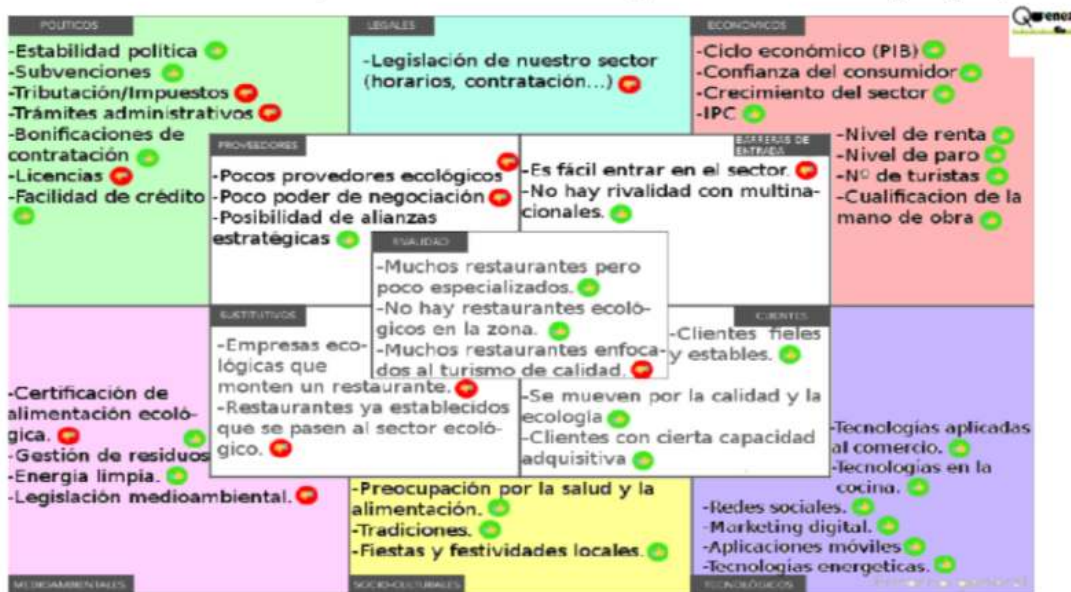 POLÍTICOS
-Estabilidad política
-Subvenciones
-Tributación/Impuestos
-Trámites administrativos
-Bonificaciones de
contratación
-Licencias
-Facilidad de crédito
LEGALES
-Legislación de nuestro sector
(horarios, contratación...)
ECONÓMICOS
-Ciclo económico (PIB)
-Confianza del consumidor
-Crecimiento del sector
-IPC
-Nivel de renta
-Nivel de paro
-Nº de turistas
-Cualificacion de la
mano de obra
PROVEEDORES
-Pocos provedores ecológicos
-Poco poder de negociación
-Posibilidad de alianzas
estratégicas
BARRERAS DE
ENTRADA
-Es fácil entrar en el sector.
-No hay rivalidad con multina-
cionales.
RIVALIDAD
-Muchos restaurantes pero
poco especializados.
-No hay restaurantes ecoló-
gicos en la zona.
-Muchos restaurantes enfoca-
dos al turismo de calidad.
SUSTITUTIVOS
-Empresas eco-
lógicas que
monten un restaurante.
-Restaurantes ya establecidos
que se pasen al sector ecoló-
gico.
CLIENTES
-Clientes fieles
y estables.
-Se mueven por la calidad y la
ecología
-Clientes con cierta capacidad
adquisitiva
-Certificación de
alimentación ecoló-
gica.
-Gestión de residuos
-Energía limpia.
-Legislación medioambiental.
MEDIOAMBIENTALES
-Preocupación por la salud y la
alimentación.
-Tradiciones.
-Fiestas y festividades locales.
SOCIO-CULTURALES
-Tecnologías aplicadas
al comercio.
-Tecnologías en la
cocina.
-Redes sociales.
-Marketing digital.
-Aplicaciones móviles
-Tecnologías energeticas.
TECNOLÓGICOS